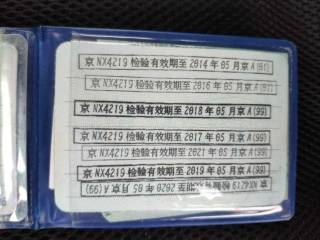 京NX4219检验有效期至2014年05月京A(01)
京NX4219检验有效期至2016年05月京A(01)
京NX4219检验有效期至2018年05月京A(99)
京NX4219检验有效期至2017年05月京A(99)
京NX4219检验有效期至2021年05月京A(99)
京NX4219检验有效期至2019年05月京A(99)
京NX4219检验有效期至2020年05月京A(99)